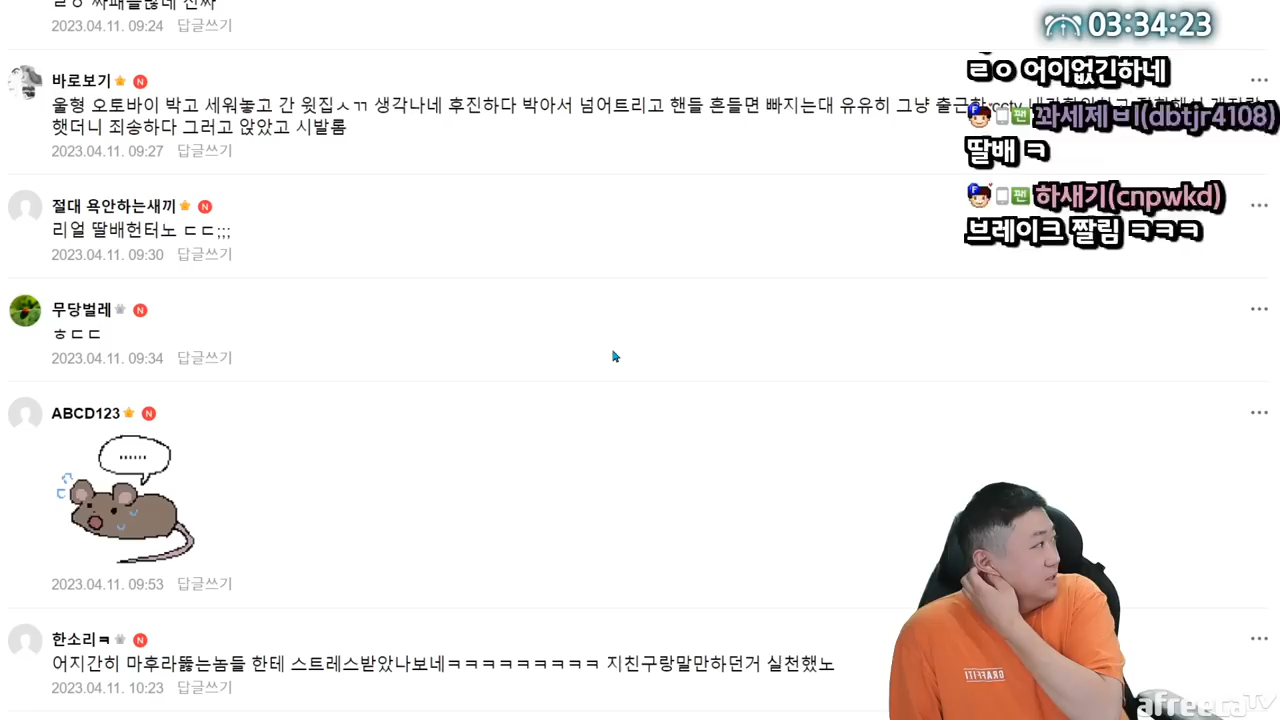 2023.04.11. 09:24 답글쓰기
03:34:23
바로보기 N
울형 오토바이 박고 세워놓고 간 윗집ㅅㄲ 생각나네 후진하다 박아서 넘어트리고 핸들 흔들면 빠지는대 유유히 그냥 출근함 cctv
했더니 죄송하다 그러고 앉았고 시발롬
2023.04.11. 09:27 답글쓰기
절대 욕안하는새끼 N
리얼 딸배헌터노 ㄷㄷ;;;
2023.04.11. 09:30 답글쓰기
무당벌레 N
ㅎㄷㄷ
2023.04.11. 09:34 답글쓰기
ABCD123 N
......
2023.04.11. 09:53 답글쓰기
한소리ㅋ N
어지간히 마후라뚫는놈들 한테 스트레스받았나보네ㅋㅋㅋㅋㅋㅋㅋㅋㅋ 지친구랑말만하던거 실천했노
2023.04.11. 10:23 답글쓰기
ㄹㅇ 어이없긴하네
팬 꽈세제ㅂl(dbtjr4108)
딸배 ㅋ
팬 하새기(cnpwkd)
브레이크 짤림 ㅋㅋㅋ
GRAFFITI
afreecaTV